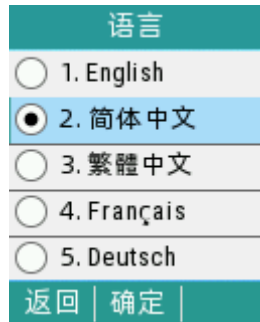 语言
1. English
2. 简体中文
3. 繁體中文
4. Français
5. Deutsch
返回 | 确定 |